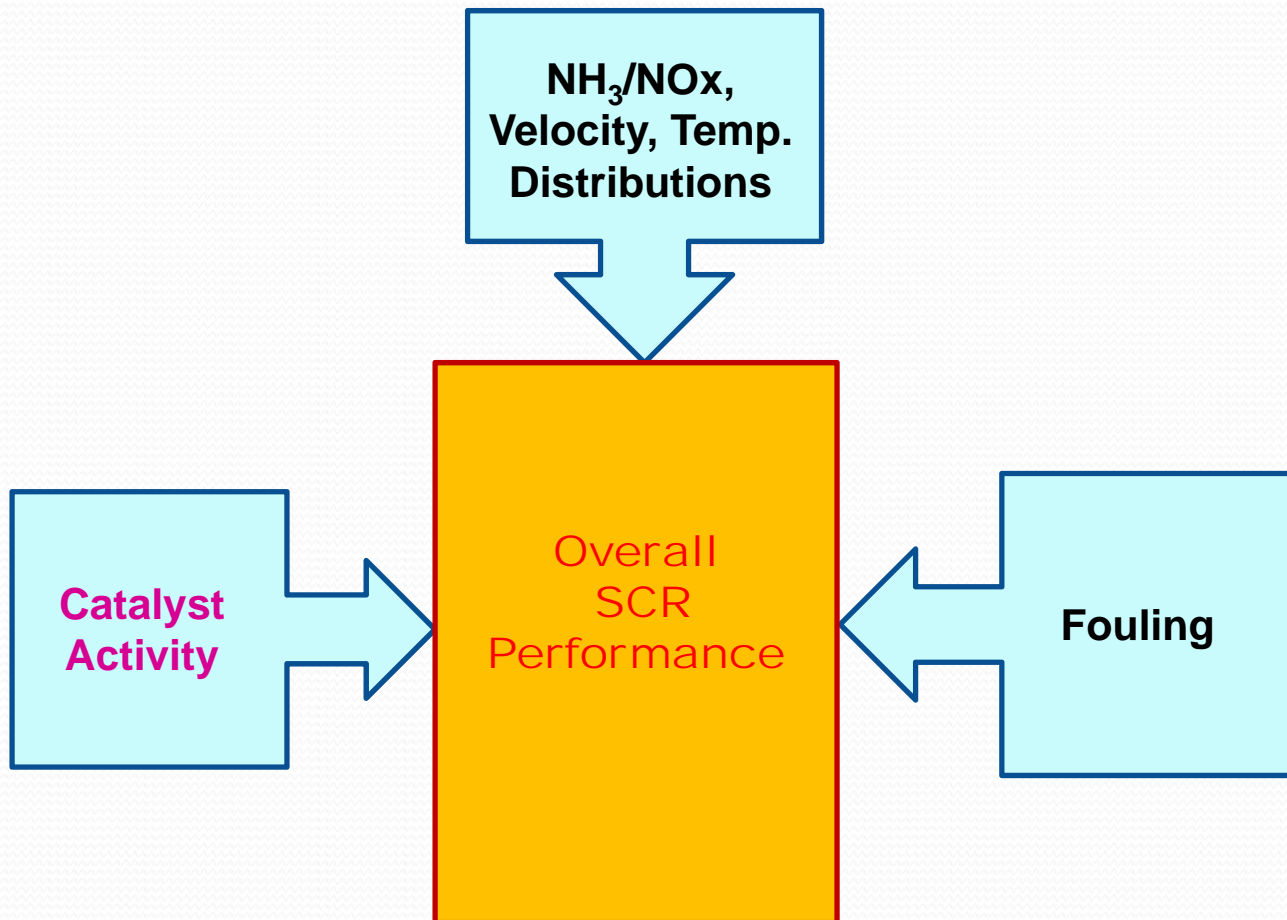 NH₃/NOx,
Velocity, Temp.
Distributions
Catalyst
Activity
Overall
SCR
Performance
Fouling